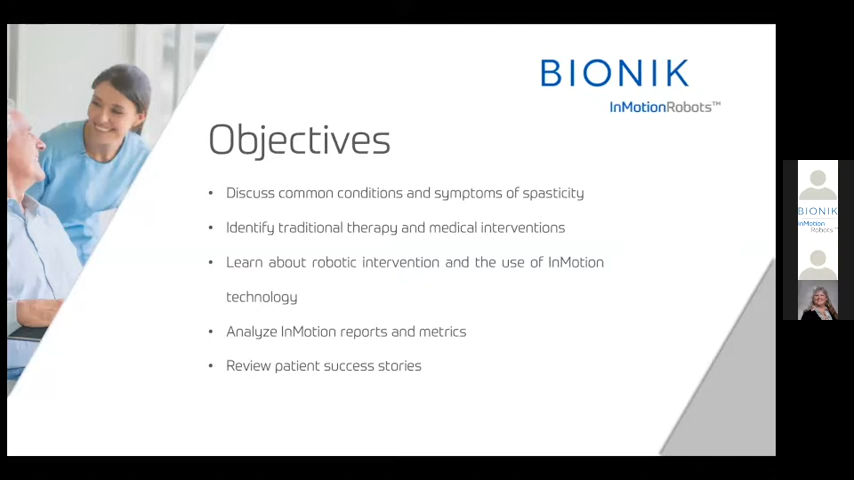 BIONIK
InMotionRobots™
Objectives
• Discuss common conditions and symptoms of spasticity
• Identify traditional therapy and medical interventions
• Learn about robotic intervention and the use of InMotion
technology
• Analyze InMotion reports and metrics
• Review patient success stories
BIONIK
InMotion
Robots™